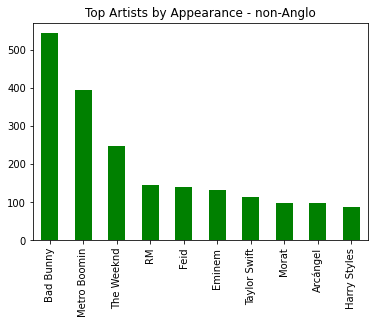 Top Artists by Appearance - non-Anglo
500
400
300
200
100
0
Bad Bunny
Metro Boomin
The Weeknd
RM
Feid
Eminem
Taylor Swift
Morat
Arcángel
Harry Styles